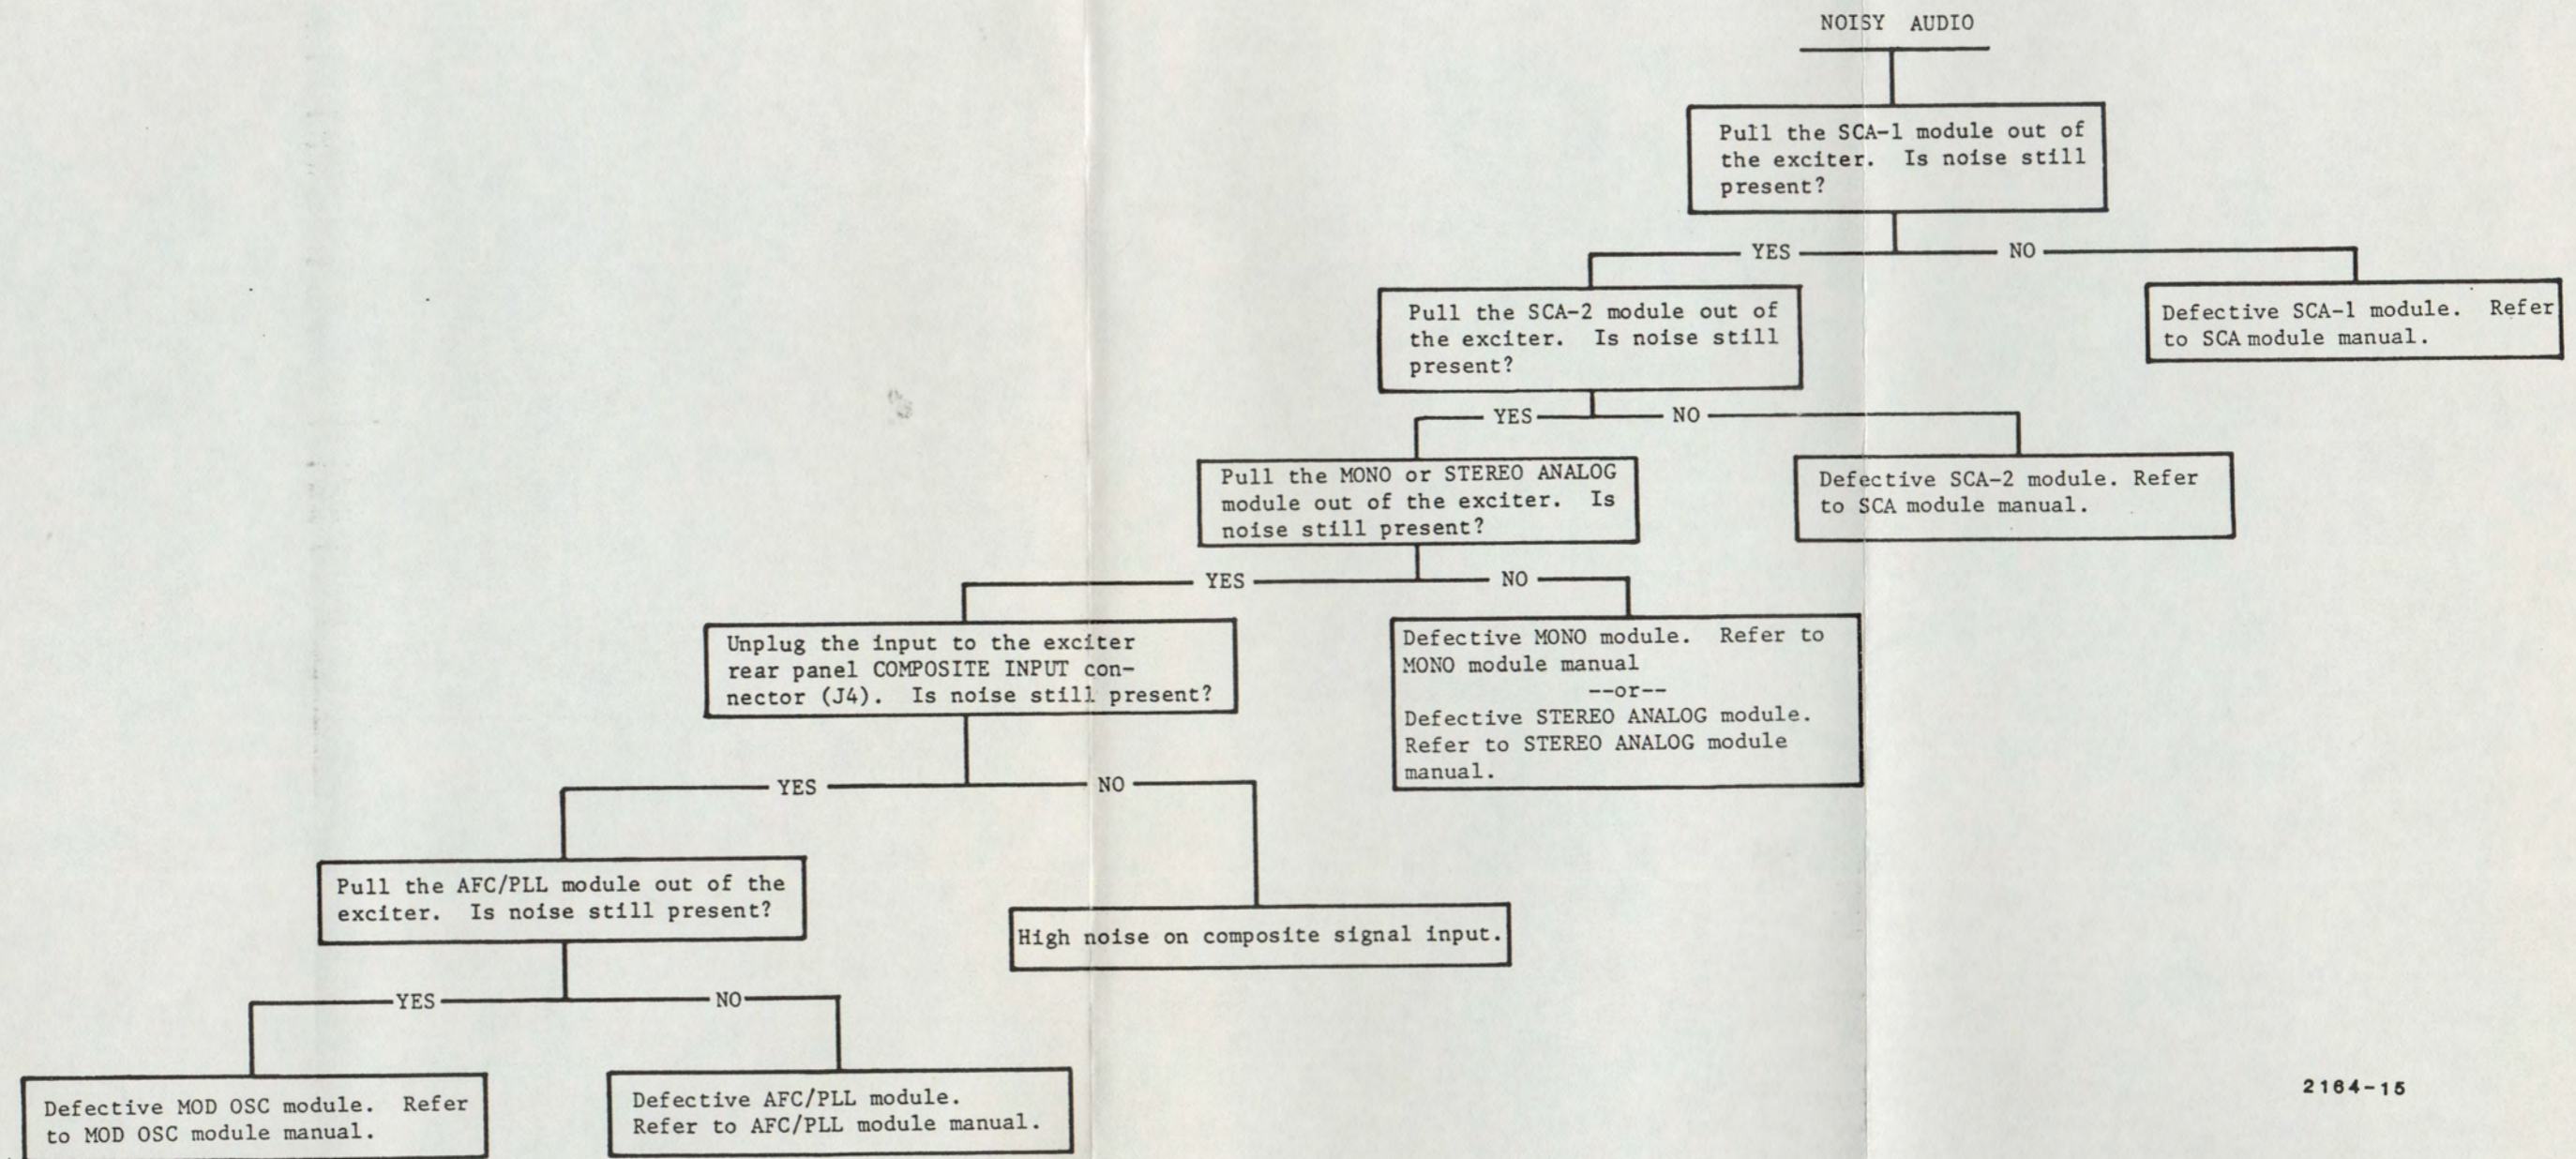 NOISY AUDIO
Pull the SCA-1 module out of
the exciter. Is noise still
present?
YES
NO
Pull the SCA-2 module out of
the exciter. Is noise still
present?
Defective SCA-1 module. Refer
to SCA module manual.
YES
NO
Pull the MONO or STEREO ANALOG
module out of the exciter. Is
noise still present?
Defective SCA-2 module. Refer
to SCA module manual.
YES
NO
Unplug the input to the exciter
rear panel COMPOSITE INPUT con-
nector (J4). Is noise still present?
Defective MONO module. Refer to
MONO module manual
--or--
Defective STEREO ANALOG module.
Refer to STEREO ANALOG module
manual.
YES
NO
Pull the AFC/PLL module out of the
exciter. Is noise still present?
High noise on composite signal input.
YES
NO
Defective MOD OSC module. Refer
to MOD OSC module manual.
Defective AFC/PLL module.
Refer to AFC/PLL module manual.
2164-15